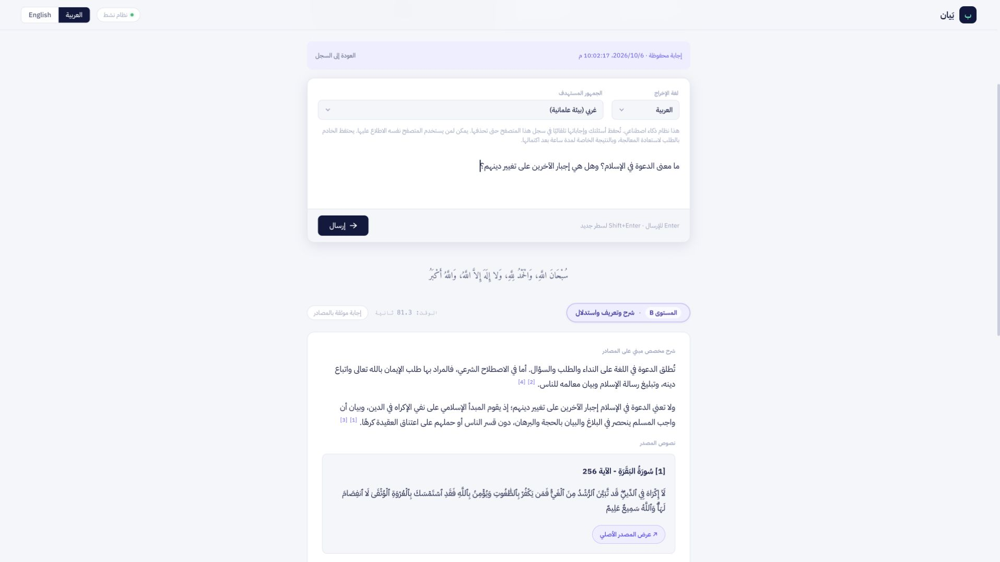 ب بَيان
نظام نشط
العربية English
إجابة محفوظة · 2026/10/6، 10:02:17 م
العودة إلى السجل
لغة الإخراج
الجمهور المستهدف
العربية
غربي (بيئة علمانية)
هذا نظام ذكاء اصطناعي. تُحفظ أسئلتك وإجاباتها تلقائيًا في سجل هذا المتصفح حتى تحذفها. يمكن لمن يستخدم المتصفح نفسه الاطلاع عليها. يحتفظ الخادم
بالطلب لاستعادة المعالجة، وبالنتيجة الخاصة لمدة ساعة بعد اكتمالها.
ما معنى الدعوة في الإسلام؟ وهل هي إجبار الآخرين على تغيير دينهم؟
Enter للإرسال · Shift+Enter لسطر جديد
→ إرسال
سُبْحَانَ اللَّهِ، وَالْحَمْدُ لِلَّهِ، وَلا إِلَهَ إِلاَّ اللَّهُ، وَاللَّهُ أَكْبَرُ
المستوى B · شرح وتعريف واستدلال
الوقت: 81.3 ثانية
إجابة موثقة بالمصادر
شرح مخصص مبني على المصادر
تُطلق الدعوة في اللغة على النداء والطلب والسؤال. أما في الاصطلاح الشرعي، فالمراد بها طلب الإيمان بالله تعالى واتباع
دينه، وتبليغ رسالة الإسلام وبيان معالمه للناس. [2] [4]
ولا تعني الدعوة في الإسلام إجبار الآخرين على تغيير دينهم؛ إذ يقوم المبدأ الإسلامي على نفي الإكراه في الدين، وبيان أن
واجب المسلم ينحصر في البلاغ والبيان بالحجة والبرهان، دون قسر الناس أو حملهم على اعتناق العقيدة كرهًا. [1] [3]
نصوص المصدر
[1] سُورَةُ البَقَرَةِ - الآية 256
لَآ إِكۡرَاهَ فِي ٱلدِّينِۖ قَد تَّبَيَّنَ ٱلرُّشۡدُ مِنَ ٱلۡغَيِّۚ فَمَن يَكۡفُرۡ بِٱلطَّٰغُوتِ وَيُؤۡمِنۢ بِٱللَّهِ فَقَدِ ٱسۡتَمۡسَكَ بِٱلۡعُرۡوَةِ ٱلۡوُثۡقَىٰ لَا ٱنفِصَامَ
لَهَاۗ وَٱللَّهُ سَمِيعٌ عَلِيمٌ
↗ عرض المصدر الأصلي